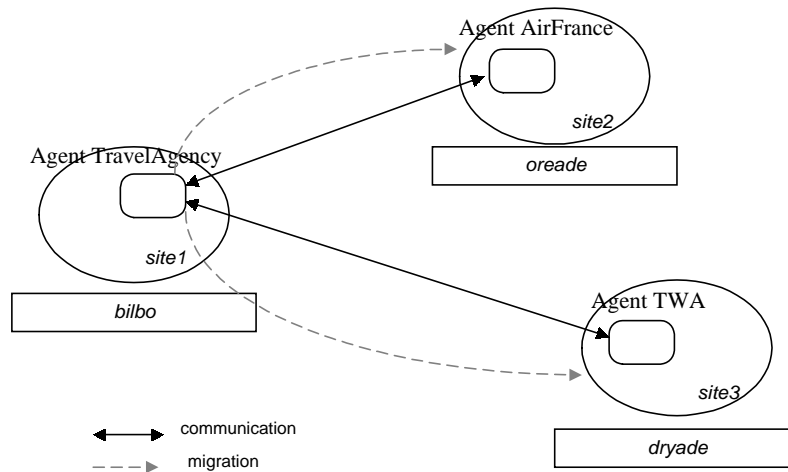 Agent AirFrance
site2
oreade
Agent TravelAgency
site1
bilbo
Agent TWA
site3
dryade
communication
migration